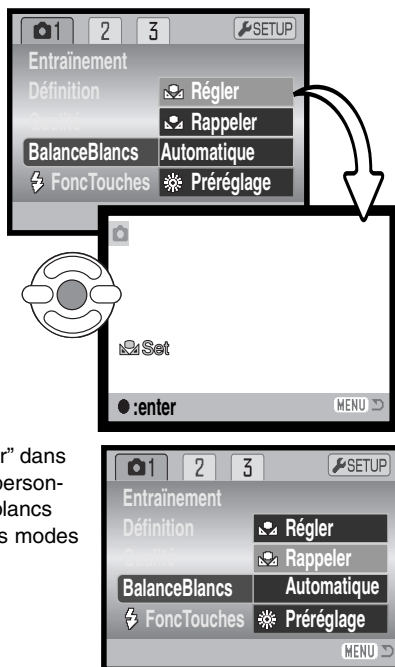 1 2 3 SETUP
Entraînement
Définition Régler
Qualité Rappeler
BalanceBlancs Automatique
FoncTouches Préréglage
Set
:enter MENU
r” dans
person-
blancs
s modes
1 2 3 SETUP
Entraînement
Définition Régler
Rappeler
BalanceBlancs Automatique
FoncTouches Préréglage
MENU